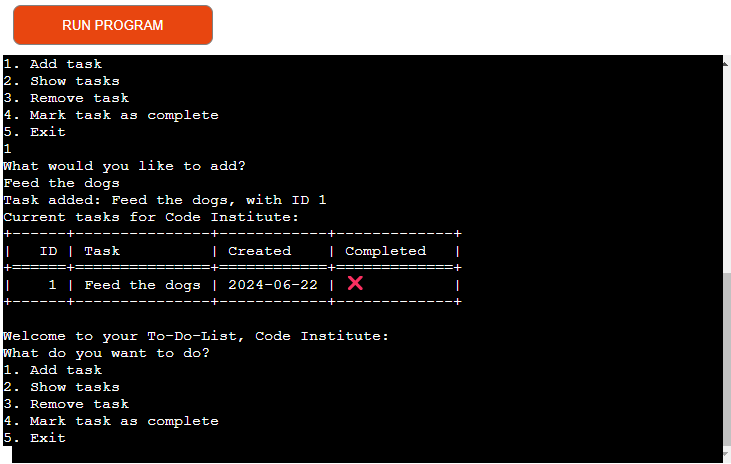 RUN PROGRAM
1. Add task
2. Show tasks
3. Remove task
4. Mark task as complete
5. Exit
1
What would you like to add?
Feed the dogs
Task added: Feed the dogs, with ID 1
Current tasks for Code Institute:
+------+---------------+------------+-------------+
|   ID | Task          | Created    | Completed   |
+======+===============+============+=============+
|    1 | Feed the dogs | 2024-06-22 | ❌          |
+------+---------------+------------+-------------+
Welcome to your To-Do-List, Code Institute:
What do you want to do?
1. Add task
2. Show tasks
3. Remove task
4. Mark task as complete
5. Exit